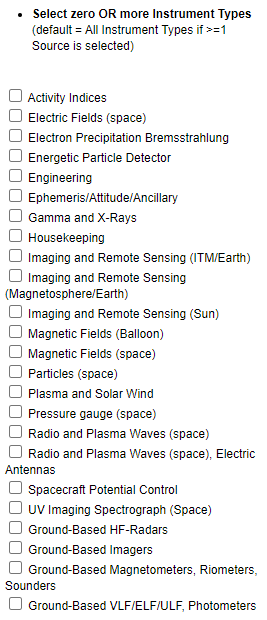 Select zero OR more Instrument Types
(default = All Instrument Types if >=1
Source is selected)
Activity Indices
Electric Fields (space)
Electron Precipitation Bremsstrahlung
Energetic Particle Detector
Engineering
Ephemeris/Attitude/Ancillary
Gamma and X-Rays
Housekeeping
Imaging and Remote Sensing (ITM/Earth)
Imaging and Remote Sensing
(Magnetosphere/Earth)
Imaging and Remote Sensing (Sun)
Magnetic Fields (Balloon)
Magnetic Fields (space)
Particles (space)
Plasma and Solar Wind
Pressure gauge (space)
Radio and Plasma Waves (space)
Radio and Plasma Waves (space), Electric
Antennas
Spacecraft Potential Control
UV Imaging Spectrograph (Space)
Ground-Based HF-Radars
Ground-Based Imagers
Ground-Based Magnetometers, Riometers,
Sounders
Ground-Based VLF/ELF/ULF, Photometers